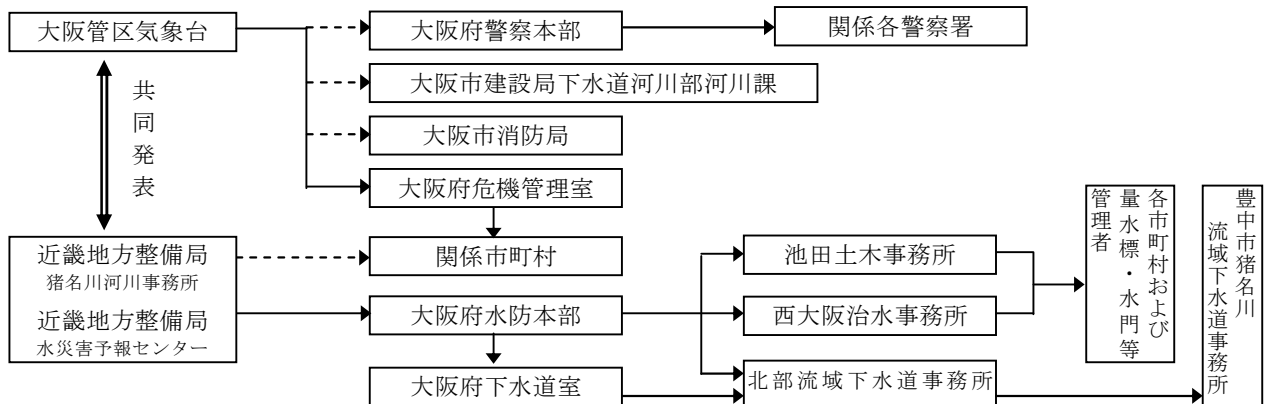 大阪管区気象台
大阪府警察本部
関係各警察署
大阪市建設局下水道河川部河川課
大阪市消防局
大阪府危機管理室
共同発表
近畿地方整備局
猪名川河川事務所
近畿地方整備局
水災害予報センター
関係市町村
大阪府水防本部
大阪府下水道室
池田土木事務所
西大阪治水事務所
北部流域下水道事務所
各市町村および
量水標・水門等
管理者
豊中市猪名川
流域下水道事務所